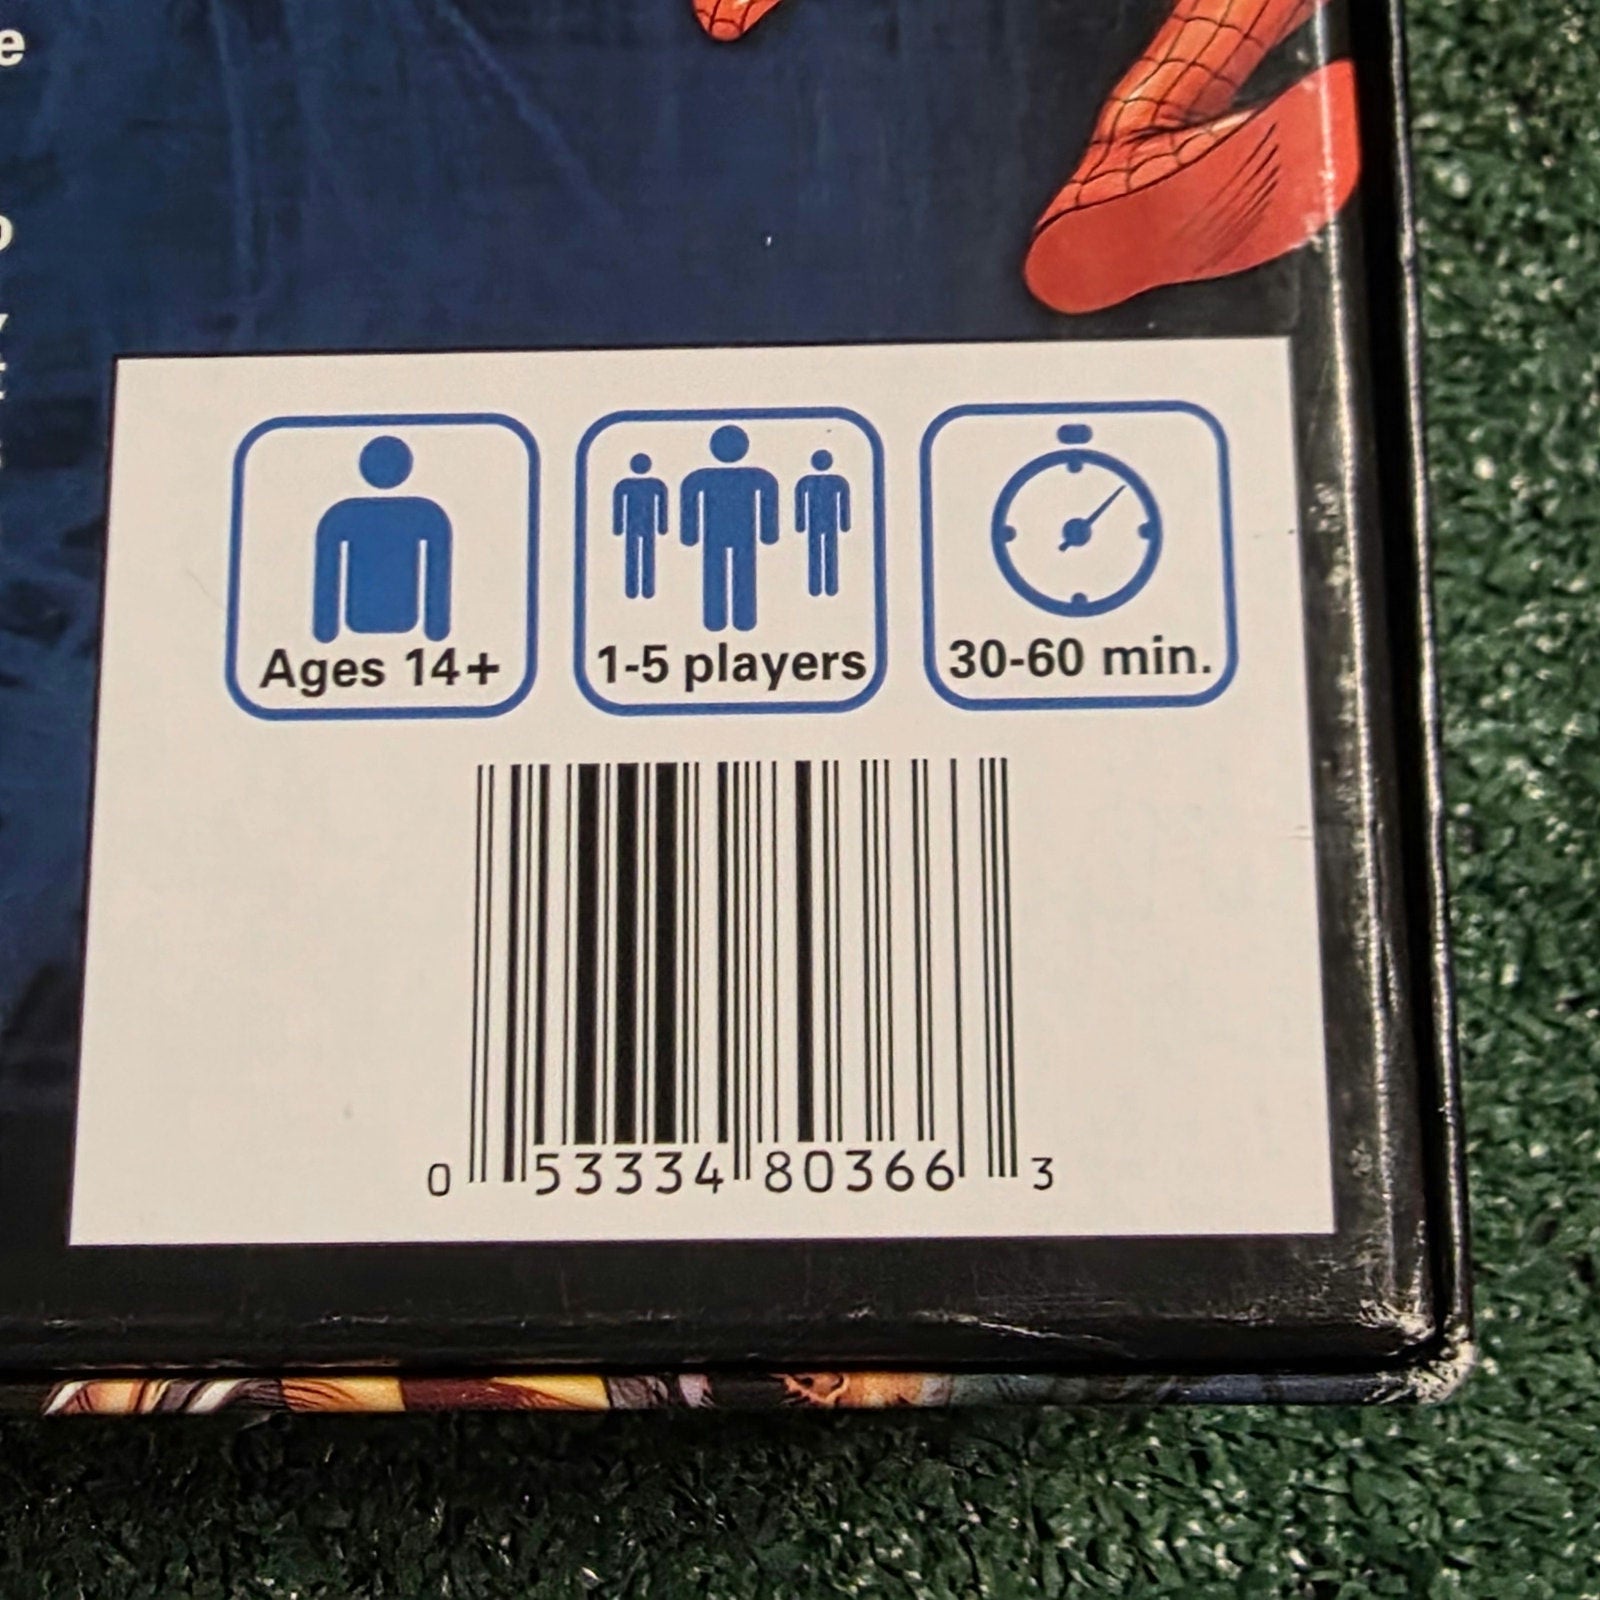 e
Ages 14+
1-5 players
30-60 min.
0 53334 80366 3